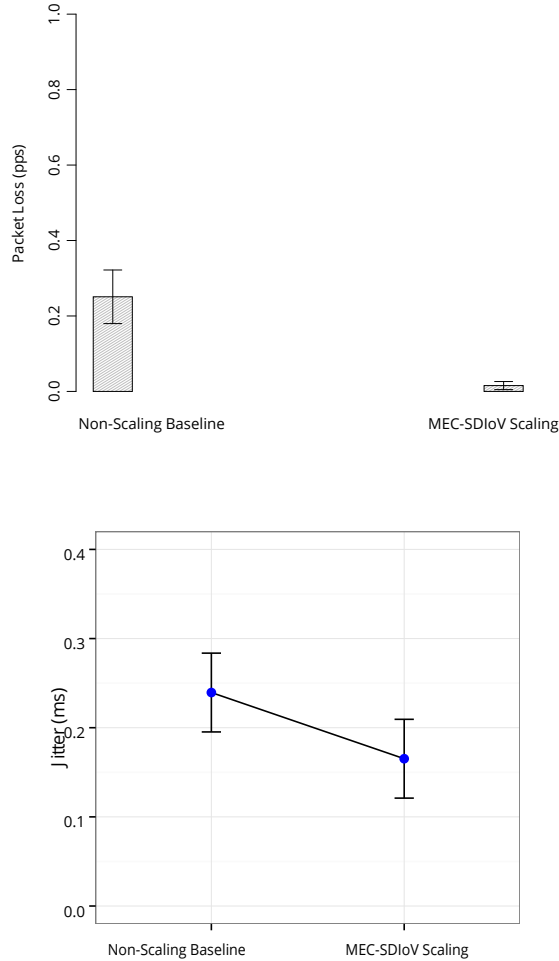 1.0
0.8
0.6
0.4
0.2
0.0
Packet Loss (pps)
Non-Scaling Baseline MEC-SDIoV Scaling
0.4
0.3
0.2
0.1
0.0
Jitter (ms)
Non-Scaling Baseline MEC-SDIoV Scaling